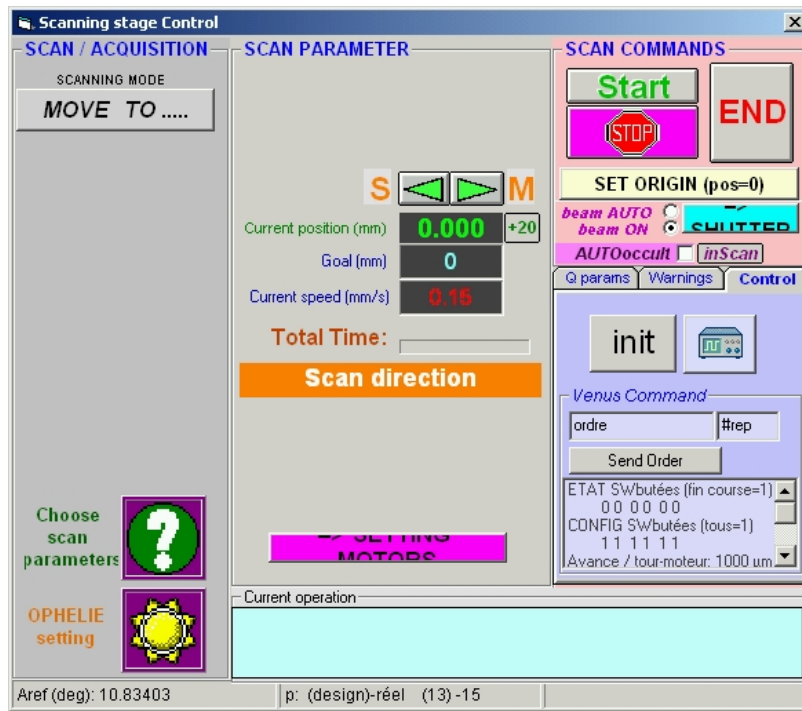 Scanning stage Control
SCAN / ACQUISITION
SCANNING MODE
MOVE TO .....
Choose
scan
parameters
OPHELIE
setting
SCAN PARAMETER
S
M
Current position (mm) 0.000 +20
Goal (mm) 0
Current speed (mm/s) 0.15
Total Time:
Scan direction
=> SETTING
MOTORS
SCAN COMMANDS
Start
STOP
END
SET ORIGIN (pos=0)
beam AUTO
beam ON
=>
SHUTTER
AUTOoccult inScan
Q params Warnings Control
init
Venus Command
ordre #rep
Send Order
ETAT SWbutées (fin course=1)
00 00 00
CONFIG SWbutées (tous=1)
11 11 11
Avance / tour-moteur: 1000 um
Current operation
Aref (deg): 10.83403 p: (design)-réel (13) -15